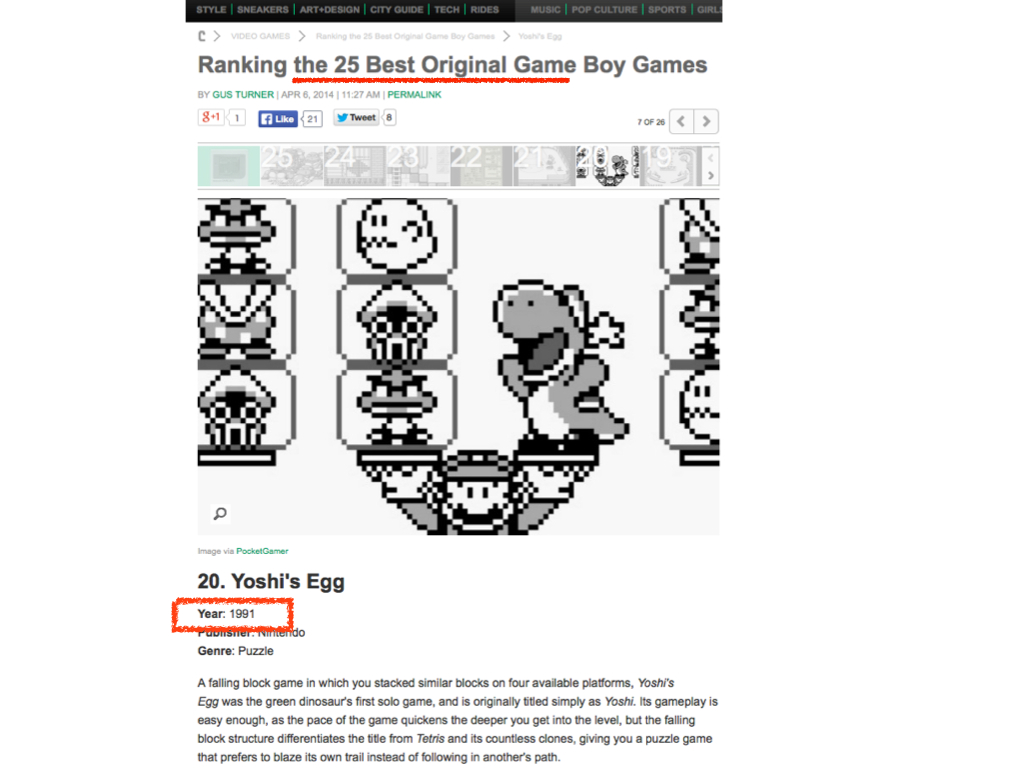 STYLE | SNEAKERS | ART+DESIGN | CITY GUIDE | TECH | RIDES MUSIC | POP CULTURE | SPORTS | GIRLS
VIDEO GAMES Ranking the 25 Best Original Game Boy Games Yoshi's Egg
Ranking the 25 Best Original Game Boy Games
BY GUS TURNER | APR 6, 2014 | 11:27 AM | PERMALINK
g+1 1 Like 21 Tweet 8 7 OF 26
25 24 23 22 21 20 19
Image via PocketGamer
20. Yoshi's Egg
Year: 1991
Publisher: Nintendo
Genre: Puzzle
A falling block game in which you stacked similar blocks on four available platforms, Yoshi's
Egg was the green dinosaur's first solo game, and is originally titled simply as Yoshi. Its gameplay is
easy enough, as the pace of the game quickens the deeper you get into the level, but the falling
block structure differentiates the title from Tetris and its countless clones, giving you a puzzle game
that prefers to blaze its own trail instead of following in another's path.